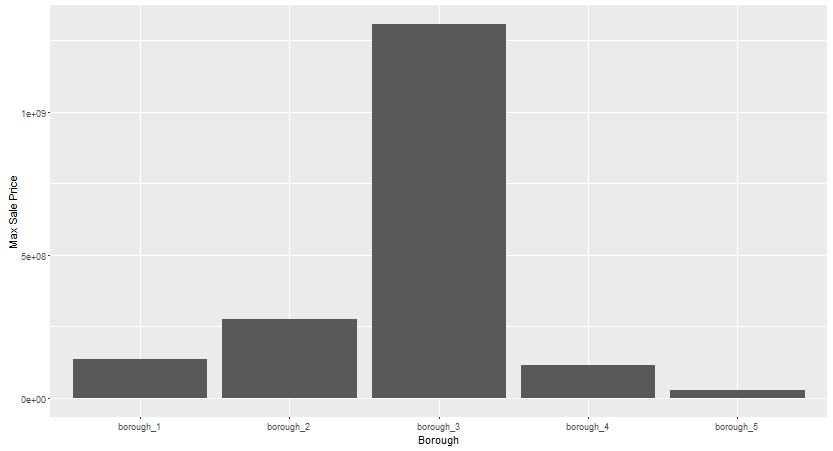 Max Sale Price
1e+09
5e+08
0e+00
borough_1
borough_2
borough_3
borough_4
borough_5
Borough